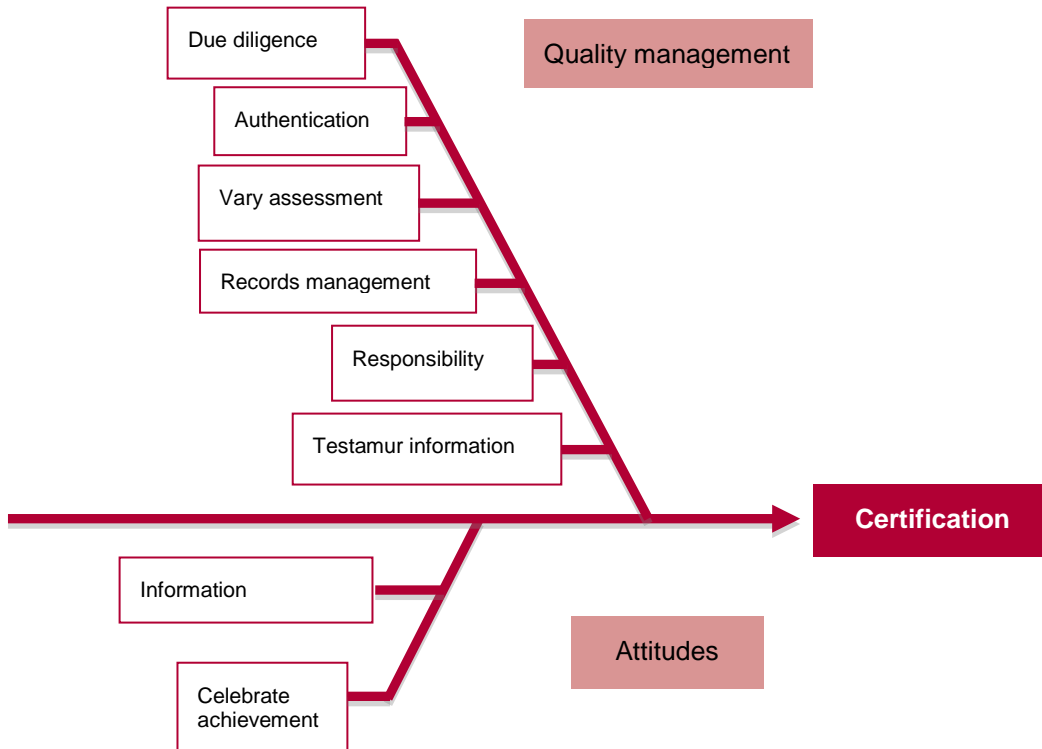 Due diligence
Quality management
Authentication
Vary assessment
Records management
Responsibility
Testamur information
Certification
Information
Attitudes
Celebrate
achievement